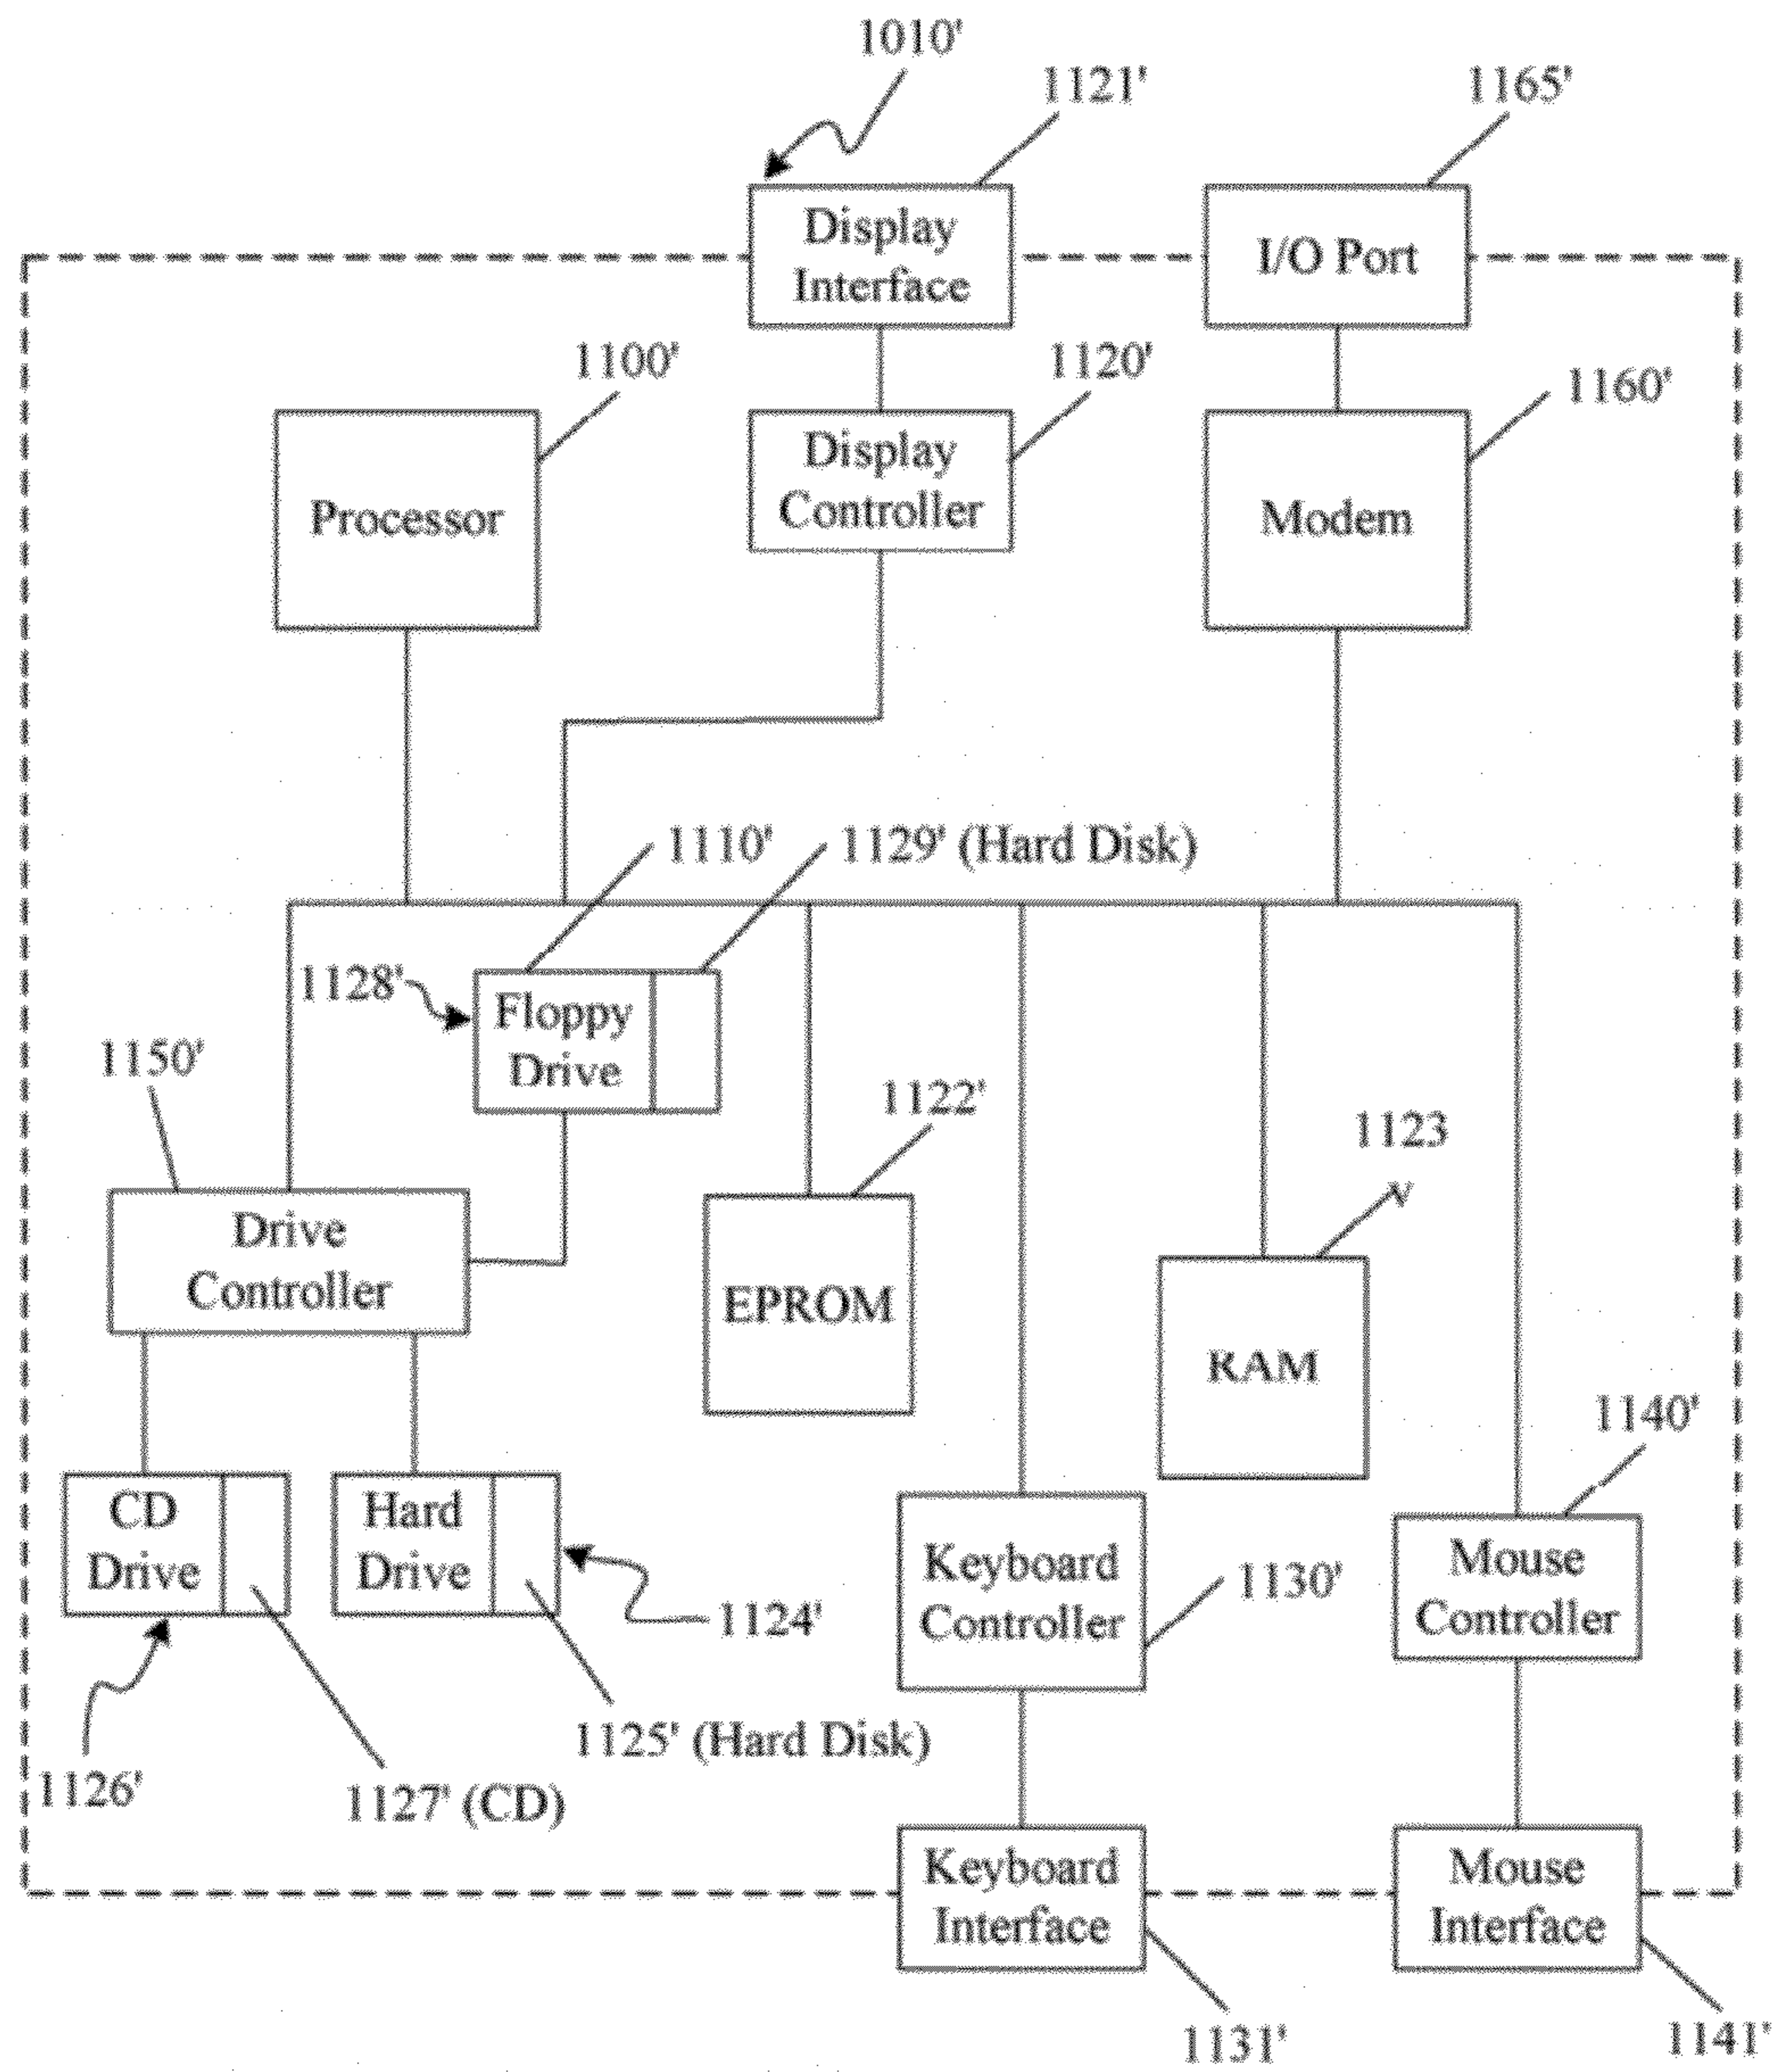 1010'
1121'
1165'
Display
Interface
I/O Port
1100'
1120'
1160'
Processor
Display
Controller
Modem
1110'
1129' (Hard Disk)
1128'
Floppy
Drive
1150'
1122'
1123
Drive
Controller
EPROM
RAM
1140'
CD
Drive
Hard
Drive
Keyboard
Controller
1130'
Mouse
Controller
1124'
1125' (Hard Disk)
1126'
1127' (CD)
Keyboard
Interface
Mouse
Interface
1131'
1141'